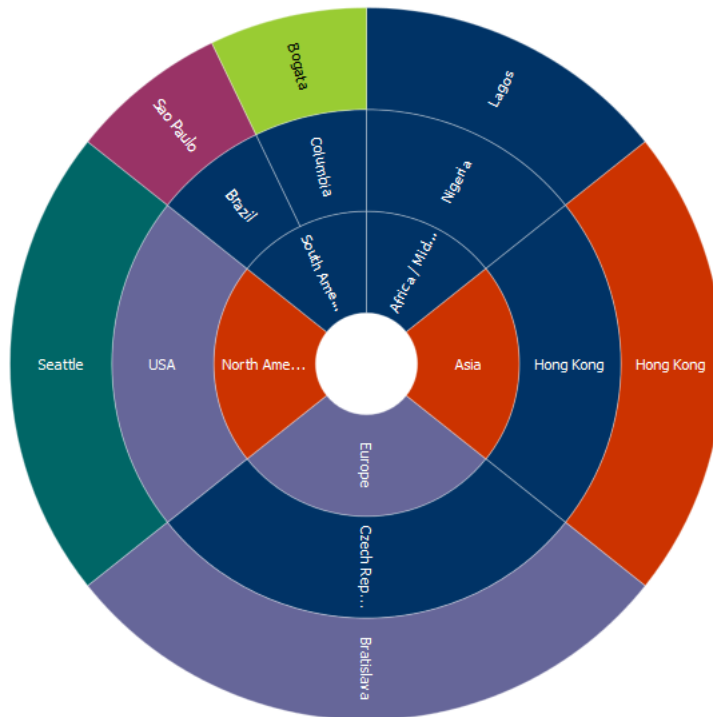 Bogata
Lagos
Sao Paulo
Columbia
Nigeria
Brazil
South Ame...
Africa / Mid...
Seattle
USA
North Ame...
Asia
Hong Kong
Hong Kong
Europe
Czech Rep...
Bratislava